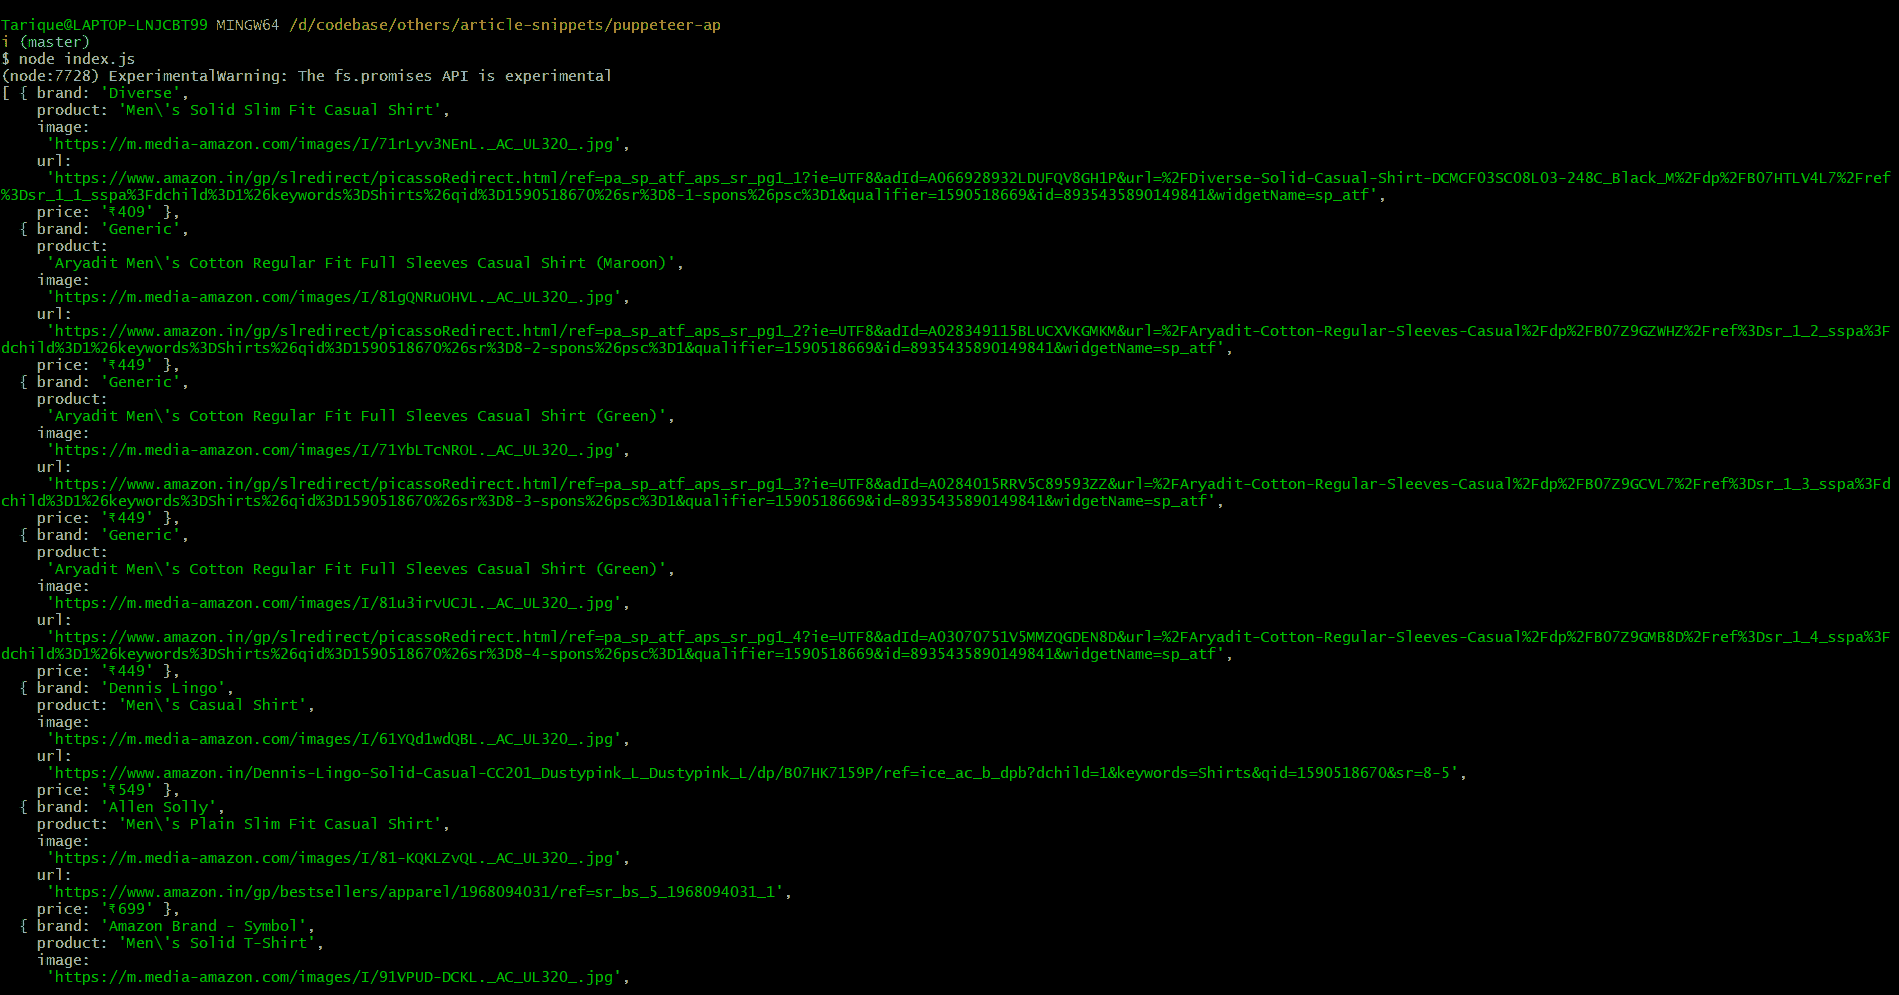 Tarique@LAPTOP-LNJCBT99 MINGW64 /d/codebase/others/article-snippets/puppeteer-ap
i (master)
$ node index.js
(node:7728) ExperimentalWarning: The fs.promises API is experimental
[ { brand: 'Diverse',
    product: 'Men\'s Solid Slim Fit Casual Shirt',
    image:
     'https://m.media-amazon.com/images/I/71rLyv3NEnL._AC_UL320_.jpg',
    url:
     'https://www.amazon.in/gp/slredirect/picassoRedirect.html/ref=pa_sp_atf_aps_sr_pg1_1?ie=UTF8&adId=A066928932LDUFQV8GH1P&url=%2FDiverse-Solid-Casual-Shirt-DCMCF03SC08L03-248C_Black_M%2Fdp%2FB07HTLV4L7%2Fref
%3Dsr_1_1_sspa%3Fdchild%3D1%26keywords%3DShirts%26qid%3D1590518670%26sr%3D8-1-spons%26psc%3D1&qualifier=1590518669&id=8935435890149841&widgetName=sp_atf',
    price: '₹409' },
  { brand: 'Generic',
    product:
     'Aryadit Men\'s Cotton Regular Fit Full Sleeves Casual Shirt (Maroon)',
    image:
     'https://m.media-amazon.com/images/I/81gQNRuOHVL._AC_UL320_.jpg',
    url:
     'https://www.amazon.in/gp/slredirect/picassoRedirect.html/ref=pa_sp_atf_aps_sr_pg1_2?ie=UTF8&adId=A028349115BLUCXVKGMKM&url=%2FAryadit-Cotton-Regular-Sleeves-Casual%2Fdp%2FB07Z9GZWHZ%2Fref%3Dsr_1_2_sspa%3F
dchild%3D1%26keywords%3DShirts%26qid%3D1590518670%26sr%3D8-2-spons%26psc%3D1&qualifier=1590518669&id=8935435890149841&widgetName=sp_atf',
    price: '₹449' },
  { brand: 'Generic',
    product:
     'Aryadit Men\'s Cotton Regular Fit Full Sleeves Casual Shirt (Green)',
    image:
     'https://m.media-amazon.com/images/I/71YbLTcNROL._AC_UL320_.jpg',
    url:
     'https://www.amazon.in/gp/slredirect/picassoRedirect.html/ref=pa_sp_atf_aps_sr_pg1_3?ie=UTF8&adId=A0284015RRV5C89593ZZ&url=%2FAryadit-Cotton-Regular-Sleeves-Casual%2Fdp%2FB07Z9GCVL7%2Fref%3Dsr_1_3_sspa%3Fd
child%3D1%26keywords%3DShirts%26qid%3D1590518670%26sr%3D8-3-spons%26psc%3D1&qualifier=1590518669&id=8935435890149841&widgetName=sp_atf',
    price: '₹449' },
  { brand: 'Generic',
    product:
     'Aryadit Men\'s Cotton Regular Fit Full Sleeves Casual Shirt (Green)',
    image:
     'https://m.media-amazon.com/images/I/81u3irvUCJL._AC_UL320_.jpg',
    url:
     'https://www.amazon.in/gp/slredirect/picassoRedirect.html/ref=pa_sp_atf_aps_sr_pg1_4?ie=UTF8&adId=A03070751V5MMZQGDEN8D&url=%2FAryadit-Cotton-Regular-Sleeves-Casual%2Fdp%2FB07Z9GMB8D%2Fref%3Dsr_1_4_sspa%3F
dchild%3D1%26keywords%3DShirts%26qid%3D1590518670%26sr%3D8-4-spons%26psc%3D1&qualifier=1590518669&id=8935435890149841&widgetName=sp_atf',
    price: '₹449' },
  { brand: 'Dennis Lingo',
    product: 'Men\'s Casual Shirt',
    image:
     'https://m.media-amazon.com/images/I/61YQd1wdQBL._AC_UL320_.jpg',
    url:
     'https://www.amazon.in/Dennis-Lingo-Solid-Casual-CC201_Dustypink_L_Dustypink_L/dp/B07HK7159P/ref=ice_ac_b_dpb?dchild=1&keywords=Shirts&qid=1590518670&sr=8-5',
    price: '₹549' },
  { brand: 'Allen Solly',
    product: 'Men\'s Plain Slim Fit Casual Shirt',
    image:
     'https://m.media-amazon.com/images/I/81-KQKLZvQL._AC_UL320_.jpg',
    url:
     'https://www.amazon.in/gp/bestsellers/apparel/1968094031/ref=sr_bs_5_1968094031_1',
    price: '₹699' },
  { brand: 'Amazon Brand - Symbol',
    product: 'Men\'s Solid T-Shirt',
    image:
     'https://m.media-amazon.com/images/I/91VPUD-DCKL._AC_UL320_.jpg',